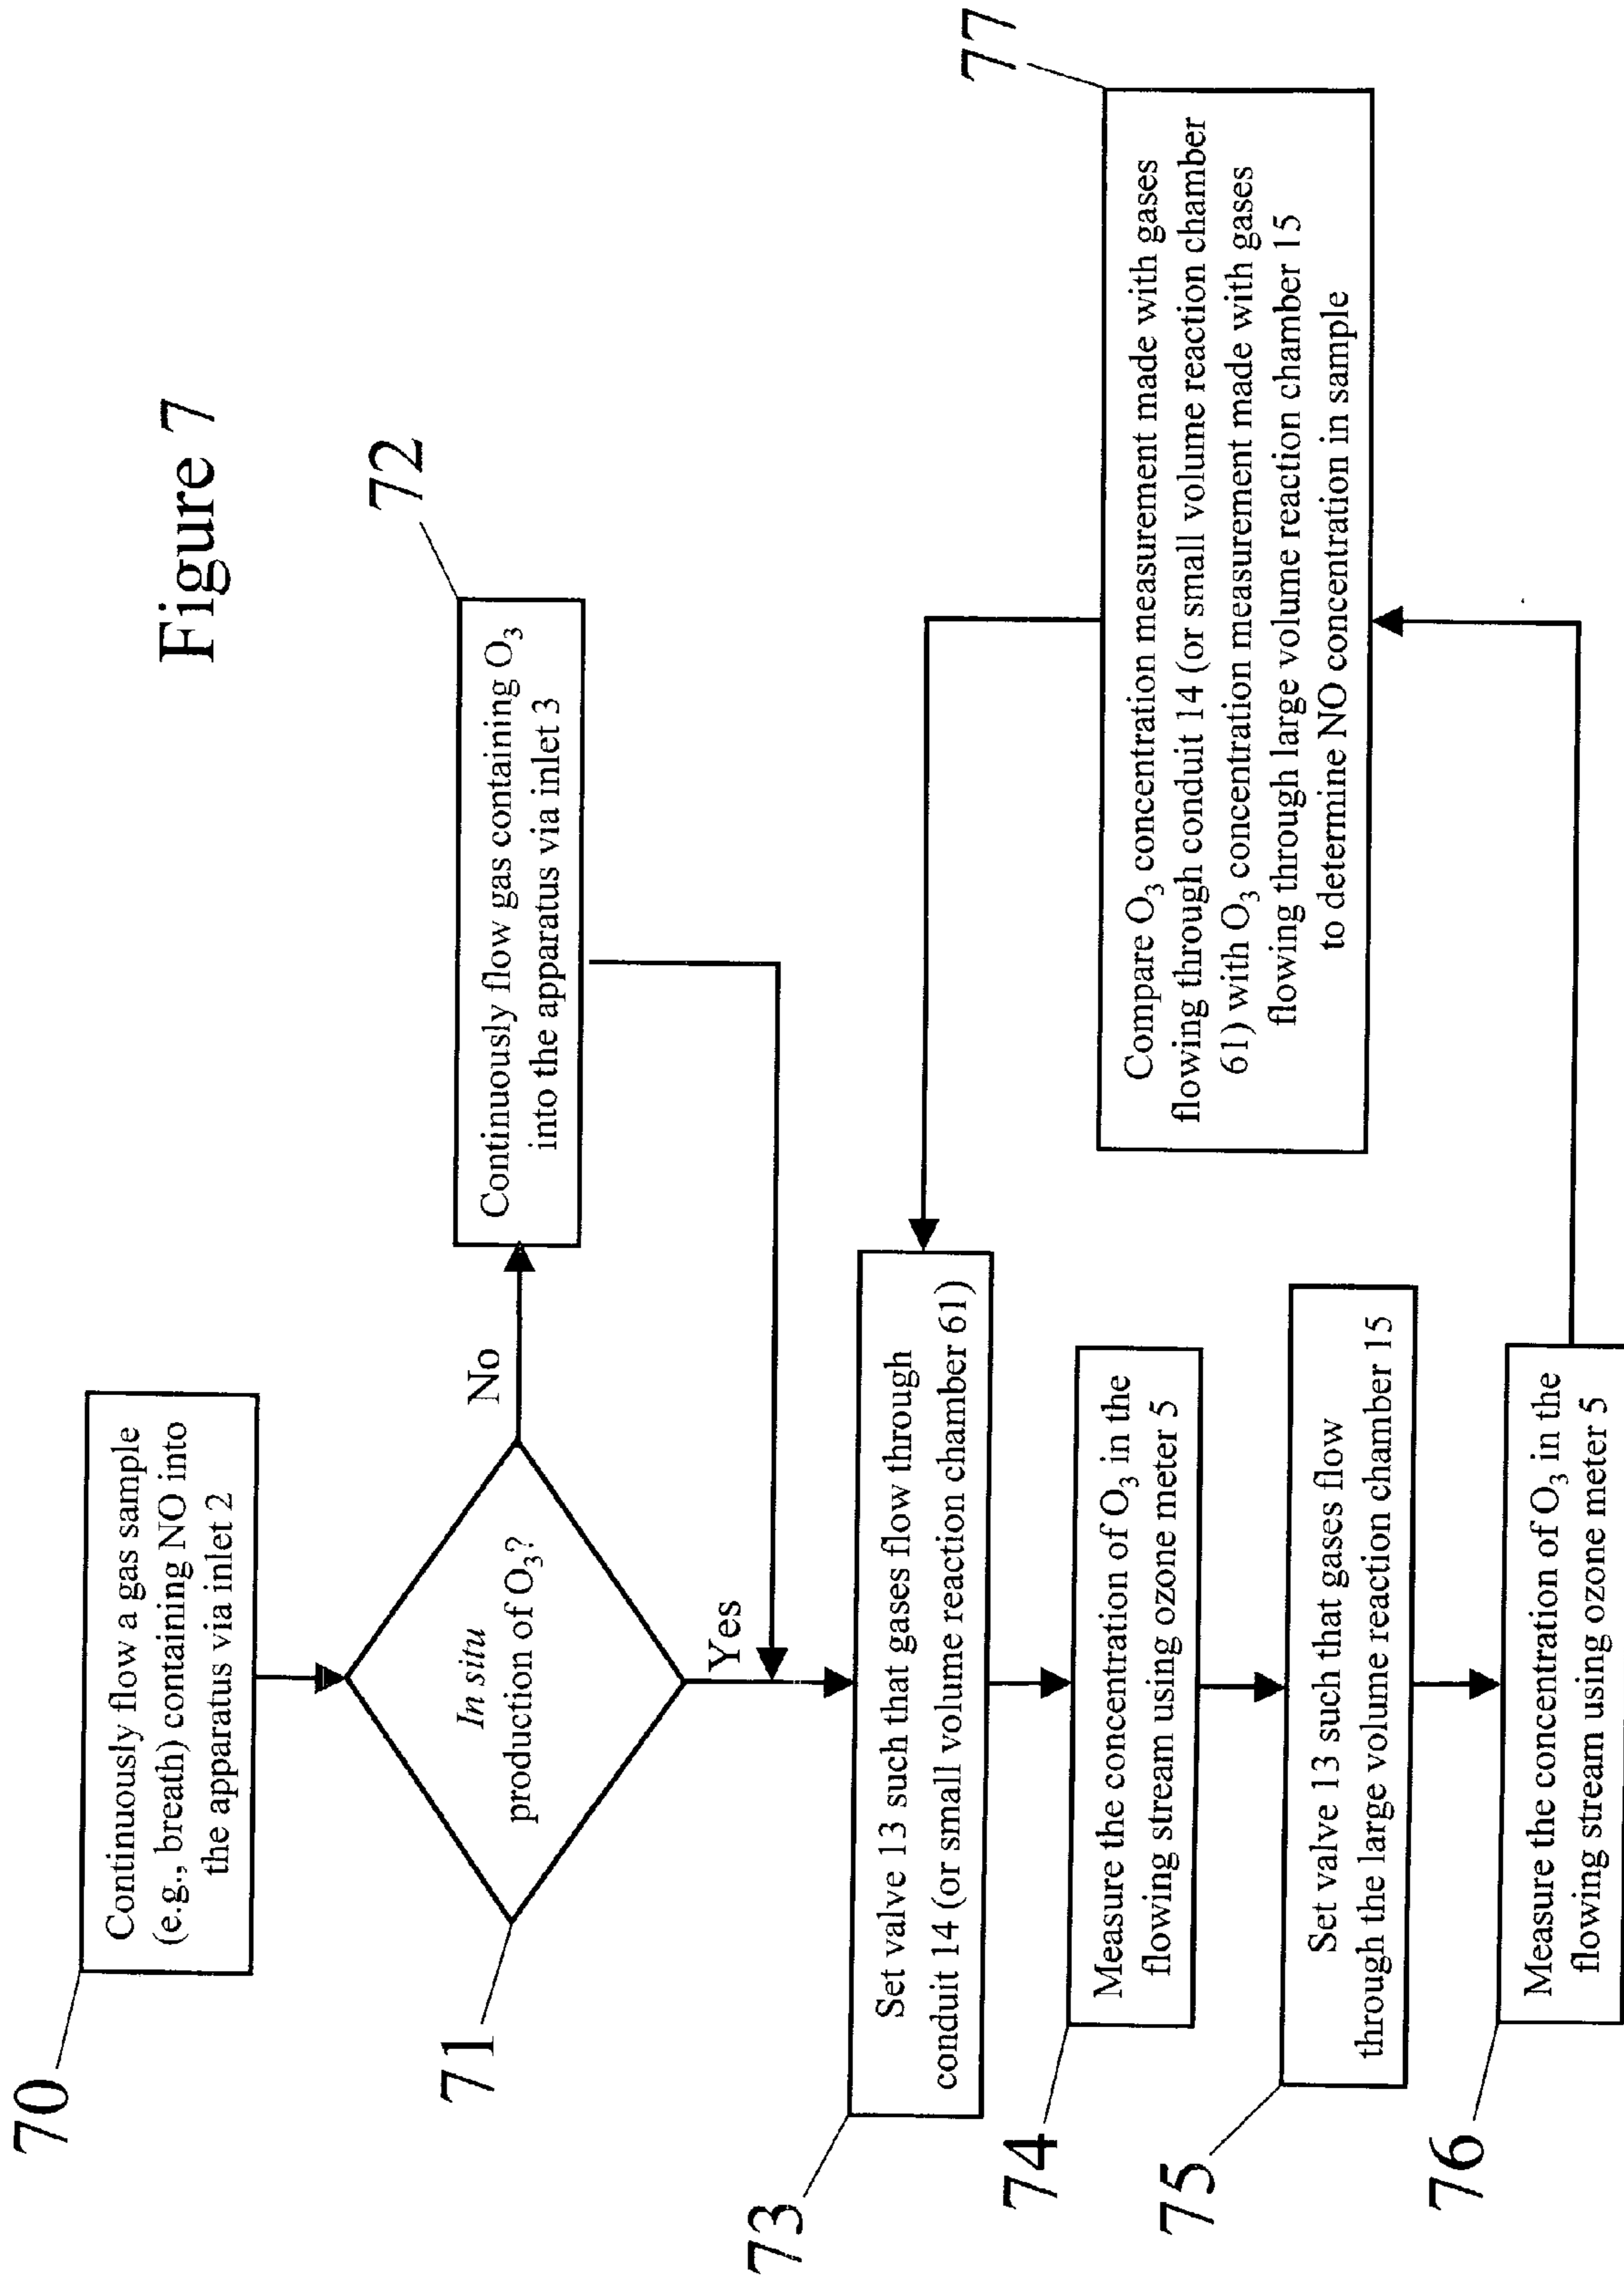 Figure 7
70
Continuously flow a gas sample
(e.g., breath) containing NO into
the apparatus via inlet 2
71
In situ
production of O3?
No
Yes
72
Continuously flow gas containing O3
into the apparatus via inlet 3
73
Set valve 13 such that gases flow through
conduit 14 (or small volume reaction chamber 61)
74
Measure the concentration of O3 in the
flowing stream using ozone meter 5
75
Set valve 13 such that gases flow
through the large volume reaction chamber 15
76
Measure the concentration of O3 in the
flowing stream using ozone meter 5
77
Compare O3 concentration measurement made with gases
flowing through conduit 14 (or small volume reaction chamber
61) with O3 concentration measurement made with gases
flowing through large volume reaction chamber 15
to determine NO concentration in sample